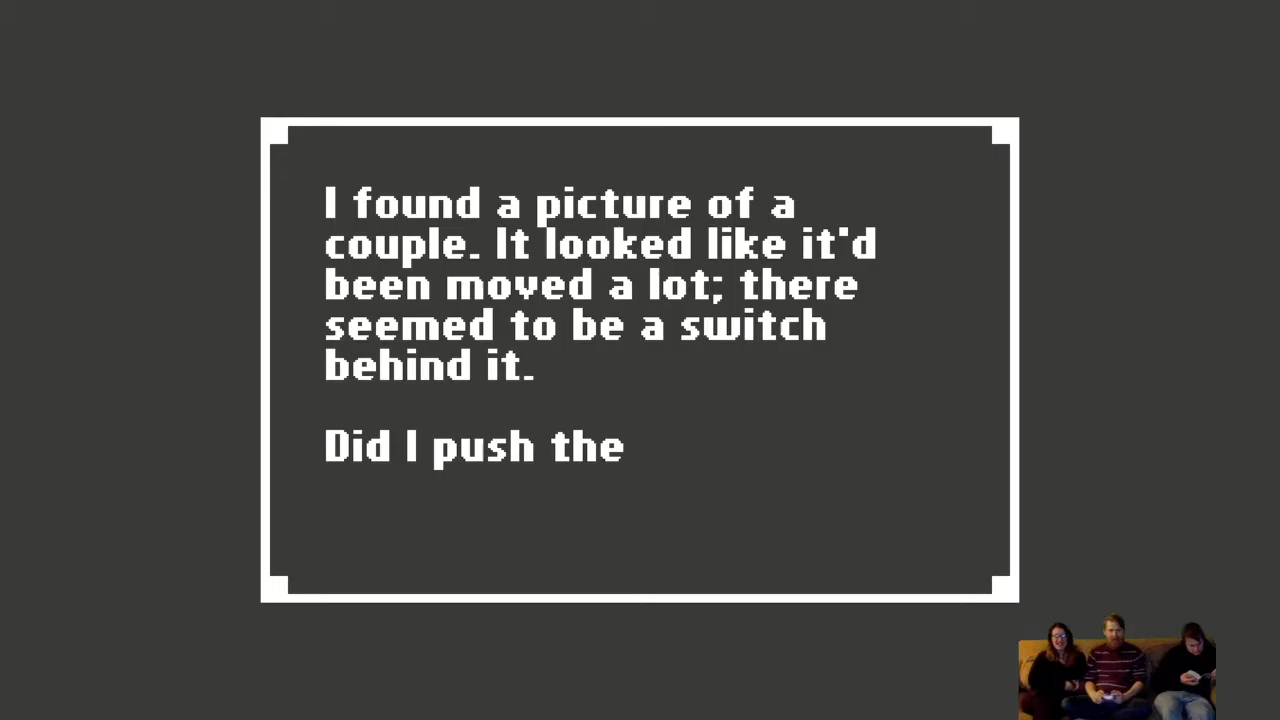 I found a picture of a
couple. It looked like it'd
been moved a lot; there
seemed to be a switch
behind it.
Did I push the